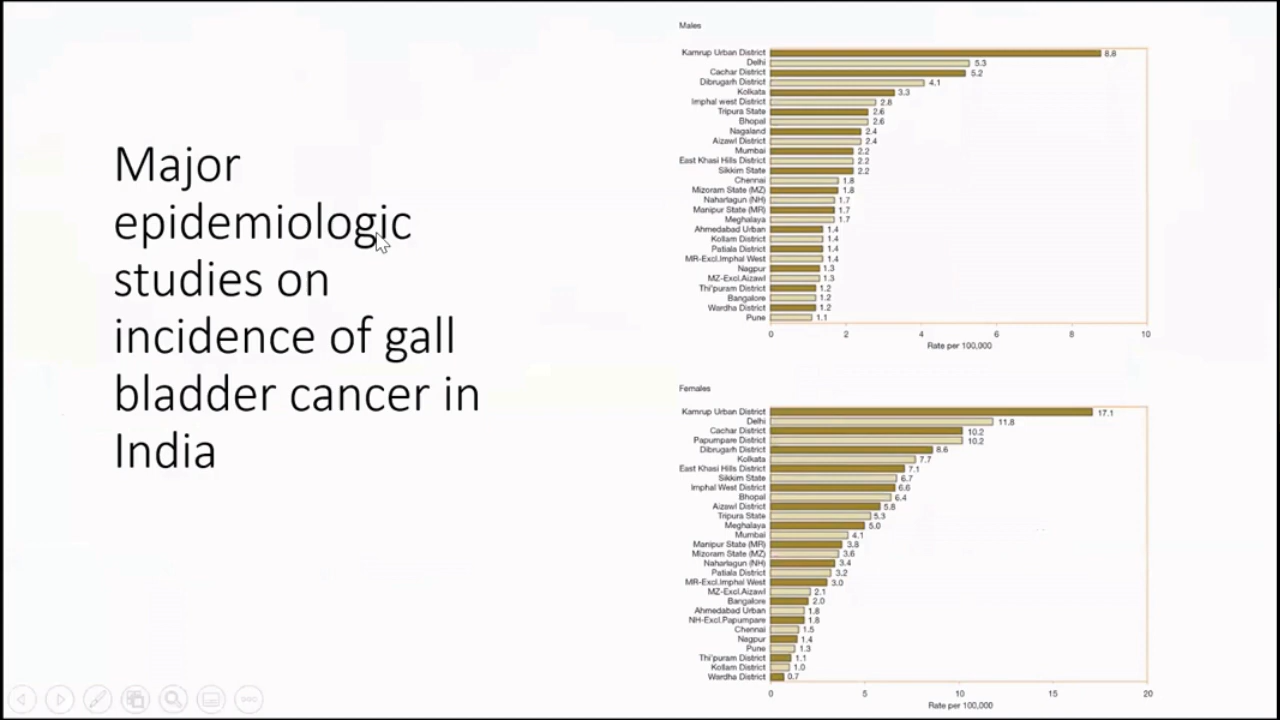 Major
epidemiologic
studies on
incidence of gall
bladder cancer in
India
Males
Kamrup Urban District 8.8
Delhi 5.3
Cachar District 5.2
Dibrugarh District 4.1
Kolkata 3.3
Imphal west District 2.8
Tripura State 2.6
Bhopal 2.6
Nagaland 2.4
Aizawl District 2.4
Mumbai 2.2
East Khasi Hills District 2.2
Sikkim State 2.2
Chennai 1.8
Mizoram State (MZ) 1.8
Naharlagun (NH) 1.7
Manipur State (MR) 1.7
Meghalaya 1.7
Ahmedabad Urban 1.4
Kollam District 1.4
Patiala District 1.4
MR-Excl.Imphal West 1.4
Nagpur 1.3
MZ-Excl.Aizawl 1.3
Thi'puram District 1.2
Bangalore 1.2
Wardha District 1.2
Pune 1.1
0 2 4 6 8 10
Rate per 100,000
Females
Kamrup Urban District 17.1
Delhi 11.8
Cachar District 10.2
Papumpare District 10.2
Dibrugarh District 8.6
Kolkata 7.7
East Khasi Hills District 7.1
Sikkim State 6.7
Imphal West District 6.6
Bhopal 6.4
Aizawl District 5.8
Tripura State 5.3
Meghalaya 5.0
Mumbai 4.1
Manipur State (MR) 3.8
Mizoram State (MZ) 3.6
Naharlagun (NH) 3.4
Patiala District 3.2
MR-Excl.Imphal West 3.0
MZ-Excl.Aizawl 2.1
Bangalore 2.0
Ahmedabad Urban 1.8
NH-Excl.Papumpare 1.8
Chennai 1.5
Nagpur 1.4
Pune 1.3
Thi'puram District 1.1
Kollam District 1.0
Wardha District 0.7
0 5 10 15 20
Rate per 100,000